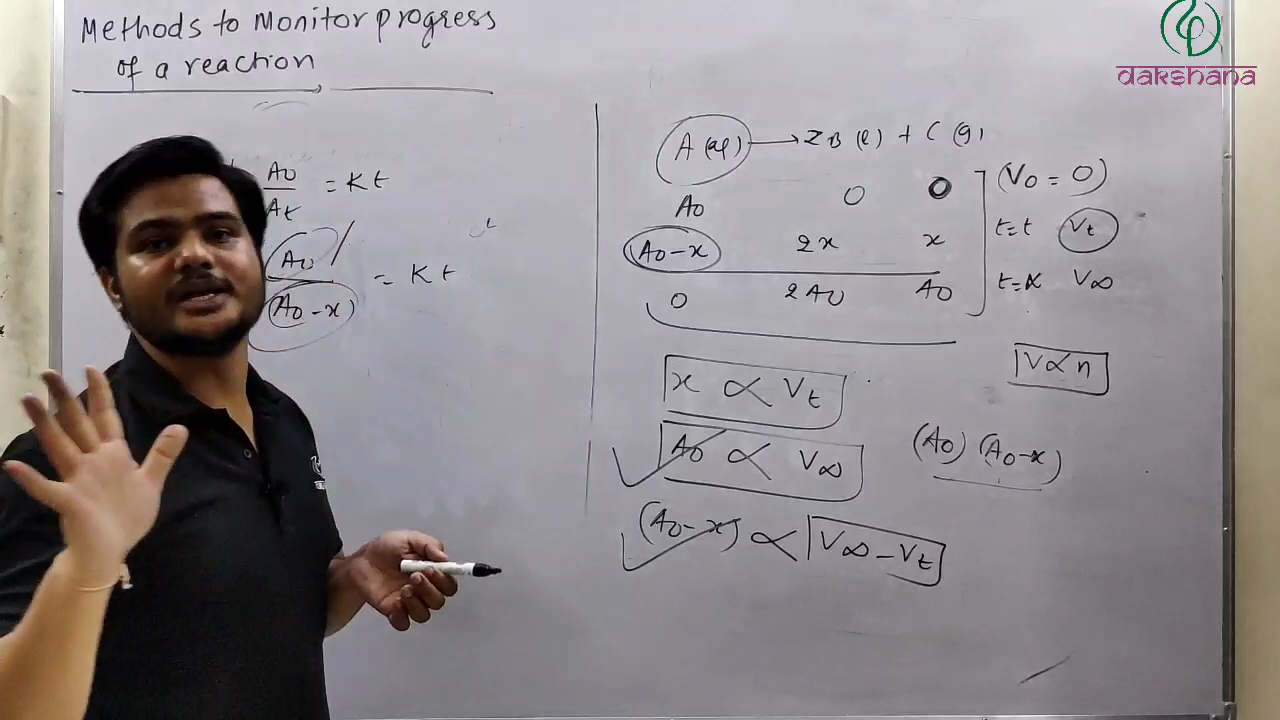 Methods to Monitor progress
of a reaction
A0
At
= Kt
A0
A0 - x
= Kt
dakshana
A (aq) → 2B (l) + C (g)
A0 0 0 (V0 = 0)
A0 - x 2x x t=t Vt
0 2A0 A0 t=∝ V∞
V ∝ n
x ∝ Vt
A0 ∝ V∞
(A0) (A0-x)
(A0-x) ∝ V∞ - Vt